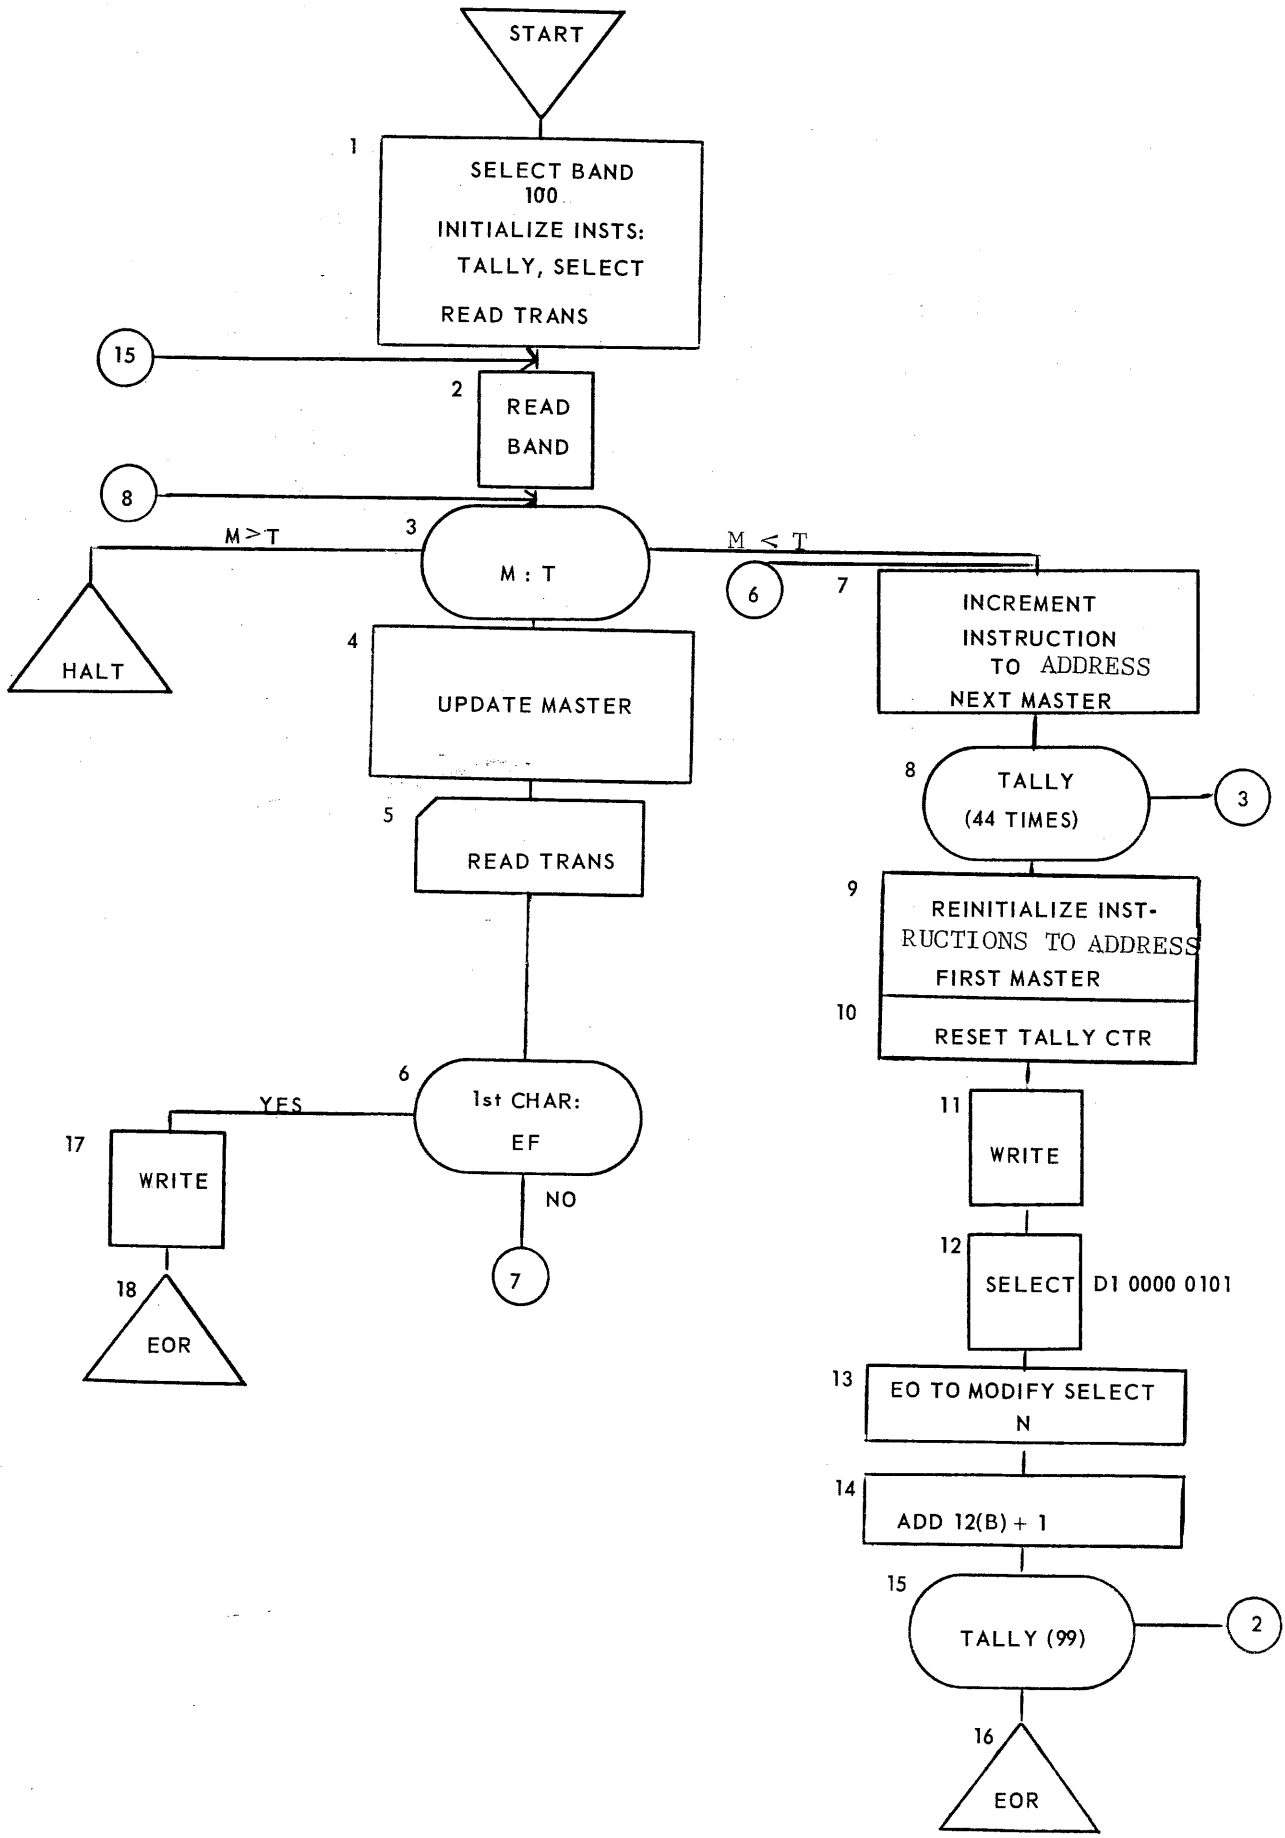 START
1
SELECT BAND
100
INITIALIZE INSTS:
TALLY, SELECT
READ TRANS
15
2
READ
BAND
8
3
M>T
M : T
M < T
HALT
4
UPDATE MASTER
5
READ TRANS
6
1st CHAR:
EF
YES
NO
7
17
WRITE
18
EOR
6
7
INCREMENT
INSTRUCTION
TO ADDRESS
NEXT MASTER
8
TALLY
(44 TIMES)
3
9
REINITIALIZE INST-
RUCTIONS TO ADDRESS
FIRST MASTER
10
RESET TALLY CTR
11
WRITE
12
SELECT D1 0000 0101
13
EO TO MODIFY SELECT
N
14
ADD 12(B) + 1
15
TALLY (99)
2
16
EOR